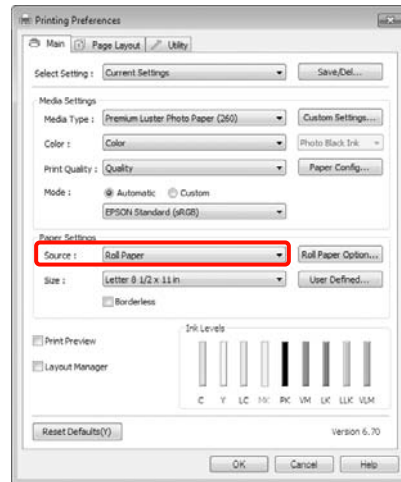 Printing Preferences
Main Page Layout Utility
Select Setting : Current Settings Save/Del...
Media Settings
Media Type : Premium Luster Photo Paper (260) Custom Settings...
Color : Color Photo Black Ink
Print Quality : Quality Paper Config...
Mode : Automatic Custom
EPSON Standard (sRGB)
Paper Settings
Source : Roll Paper Roll Paper Option...
Size : Letter 8 1/2 x 11 in User Defined...
Borderless
Print Preview
Layout Manager
Ink Levels
C Y LC MK PK VM LK LLK VLM
Reset Defaults(Y) Version 6.70
OK Cancel Help